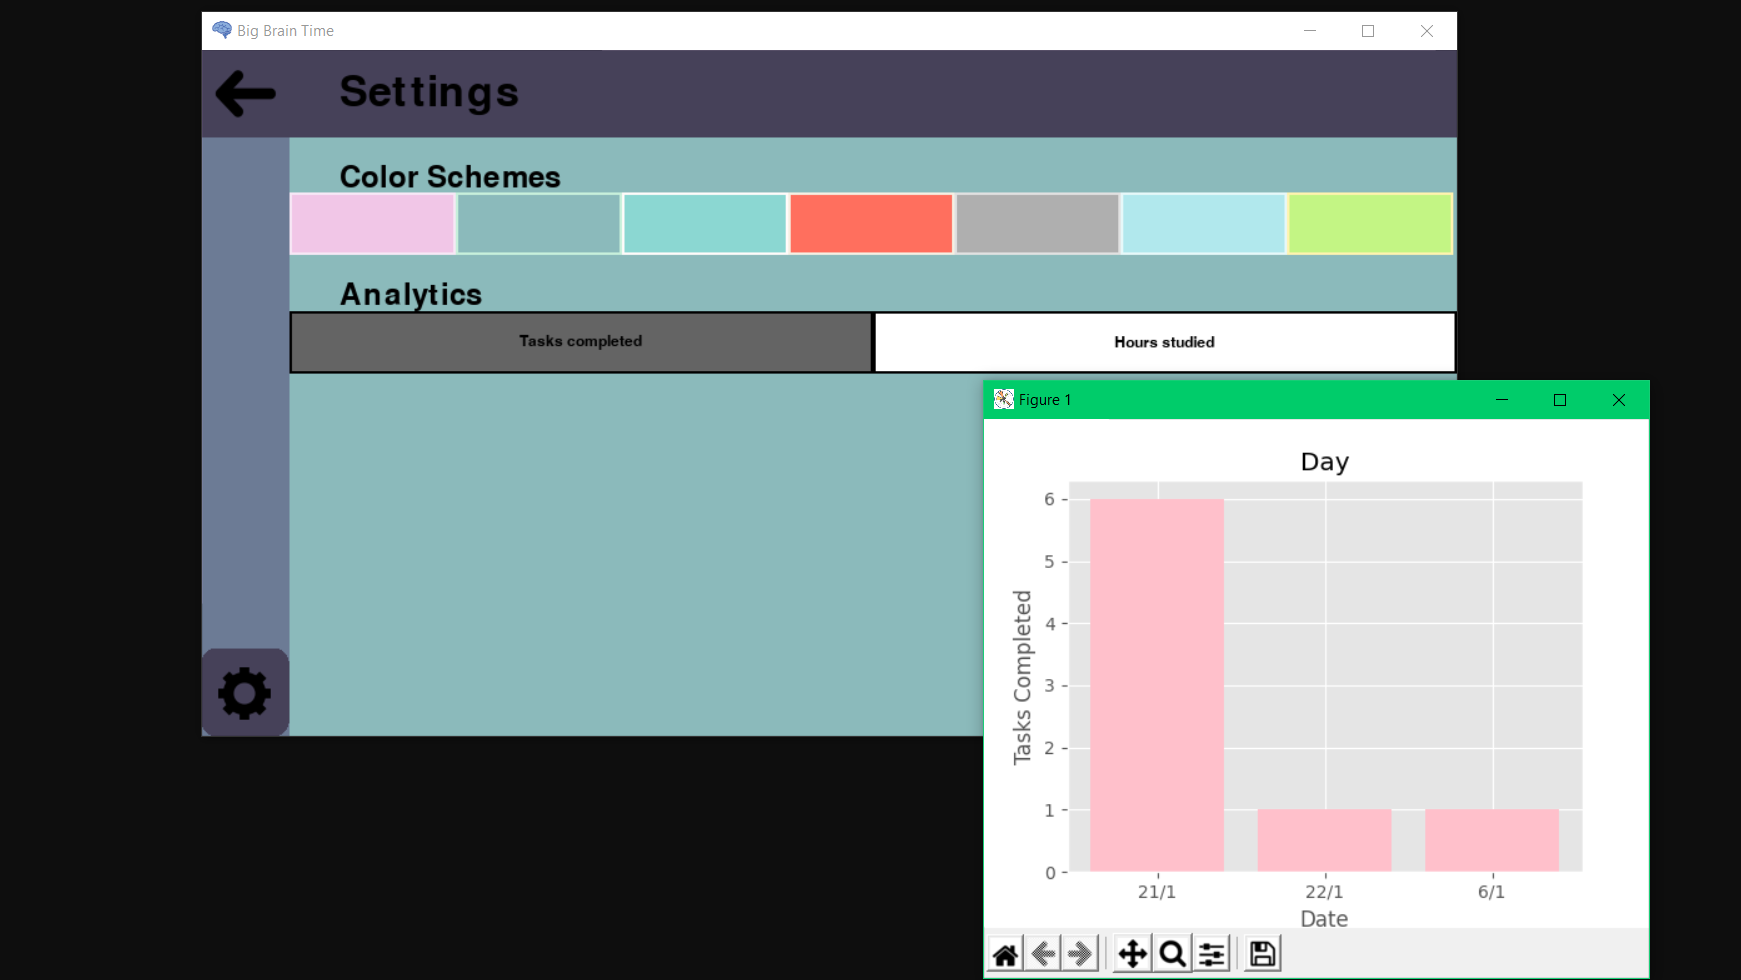 Big Brain Time
Settings
Color Schemes
Analytics
Tasks completed
Hours studied
Figure 1
Day
6
5
4
3
2
1
0
Tasks Completed
21/1
22/1
6/1
Date